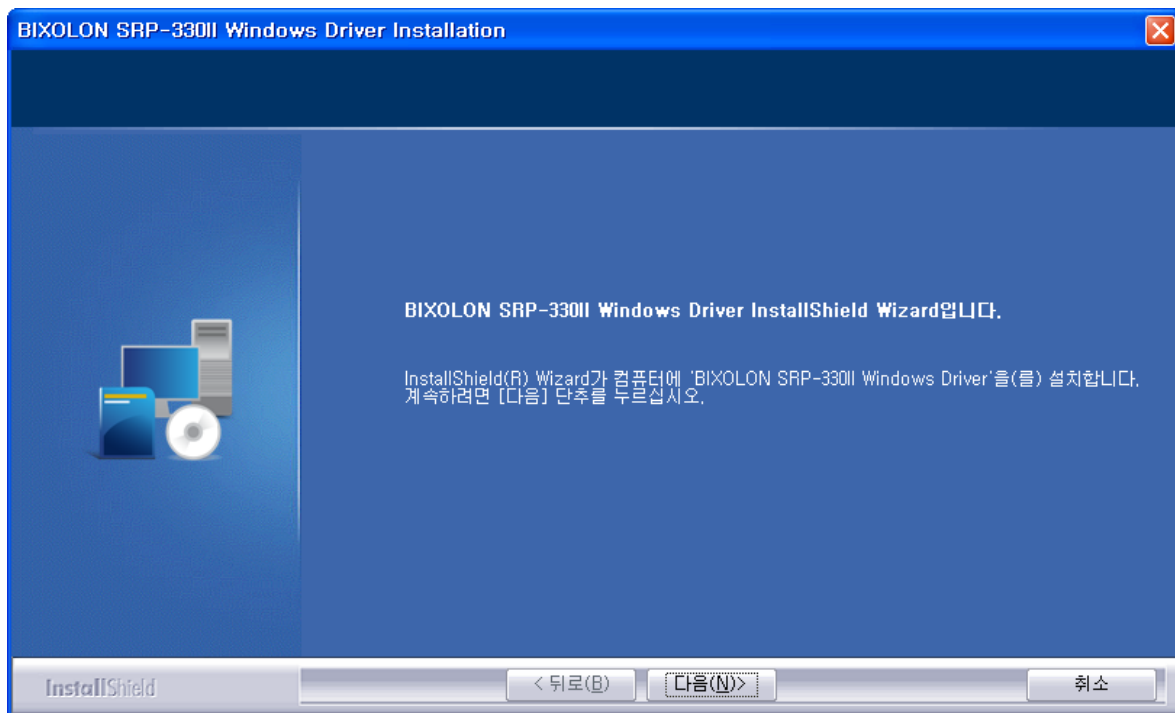 BIXOLON SRP-330II Windows Driver Installation
BIXOLON SRP-330II Windows Driver InstallShield Wizard입니다.
InstallShield(R) Wizard가 컴퓨터에 'BIXOLON SRP-330II Windows Driver'을(를) 설치합니다.
계속하려면 [다음] 단추를 누르십시오.
InstallShield
< 뒤로(B)
다음(N)>
취소